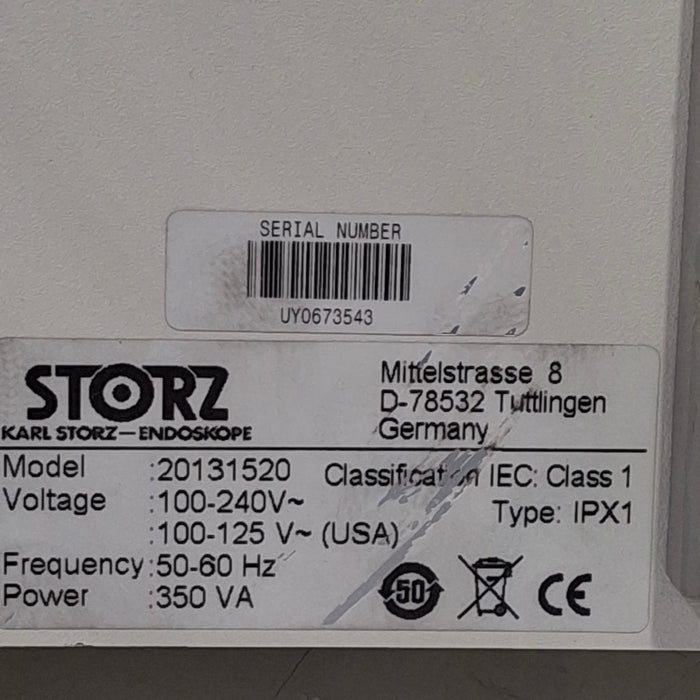 SERIAL NUMBER
UY0673543
STORZ
KARL STORZ—ENDOSKOPE
Mittelstrasse 8
D-78532 Tuttlingen
Germany
Model :20131520
Classification IEC: Class 1
Voltage :100-240V~
Type: IPX1
:100-125 V~ (USA)
Frequency:50-60 Hz
Power :350 VA
50
CE